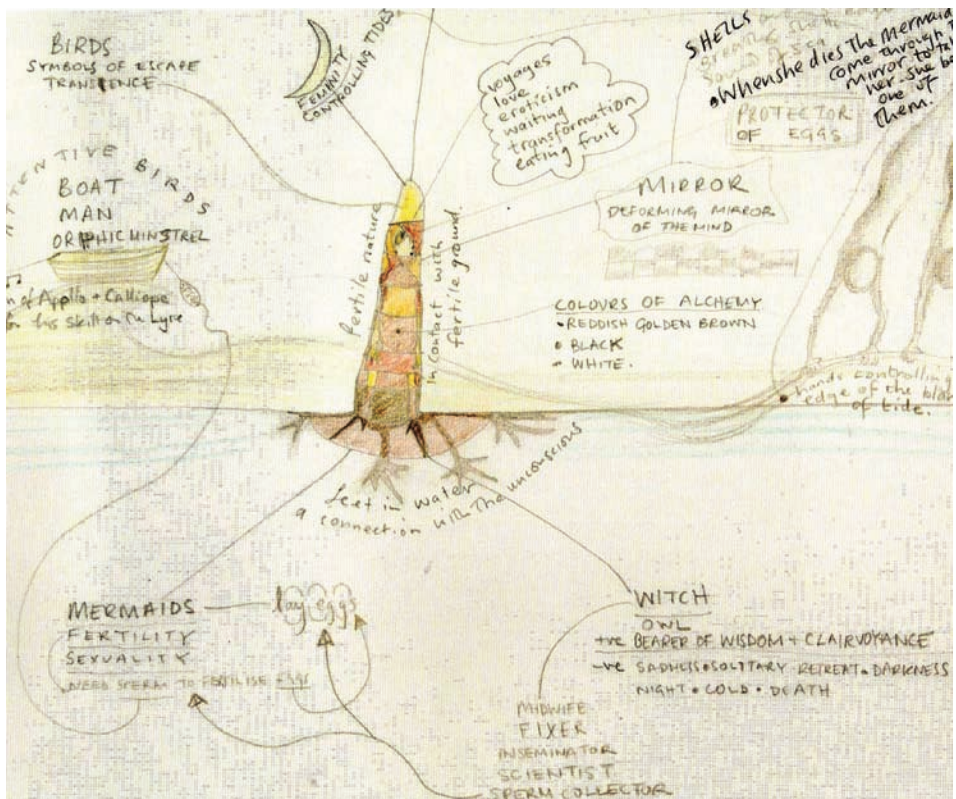 BIRDS
SYMBOLS OF ESCAPE
TRANSIENCE
FEMINITY
CONTROLLING TIDES
voyages
love
eroticism
waiting
transformation
eating fruit
SHELLS
• When she dies The Mermaid
come through
mirror to
her. she be
one of
them.
PROTECTOR
OF EGGS
TENTIVE BIRDS
BOAT
MAN
ORPHIC MINSTREL
of Apollo + Calliope
his skill on The Lyre
fertile nature
In contact with
fertile ground.
MIRROR
DEFORMING MIRROR
OF THE MIND
COLOURS OF ALCHEMY
• REDDISH GOLDEN BROWN
• BLACK
• WHITE.
• hands controlling
edge of the
of tide.
feet in water
a connection with The unconscious
MERMAIDS
lay eggs
FERTILITY
SEXUALITY
NEED SPERM TO FERTILISE eggs
WITCH
OWL
+ve BEARER OF WISDOM + CLAIRVOYANCE
-ve SADNESS • SOLITARY RETREAT • DARKNESS
NIGHT • COLD • DEATH
MIDWIFE
FIXER
INSEMINATOR
SCIENTIST
SPERM COLLECTOR